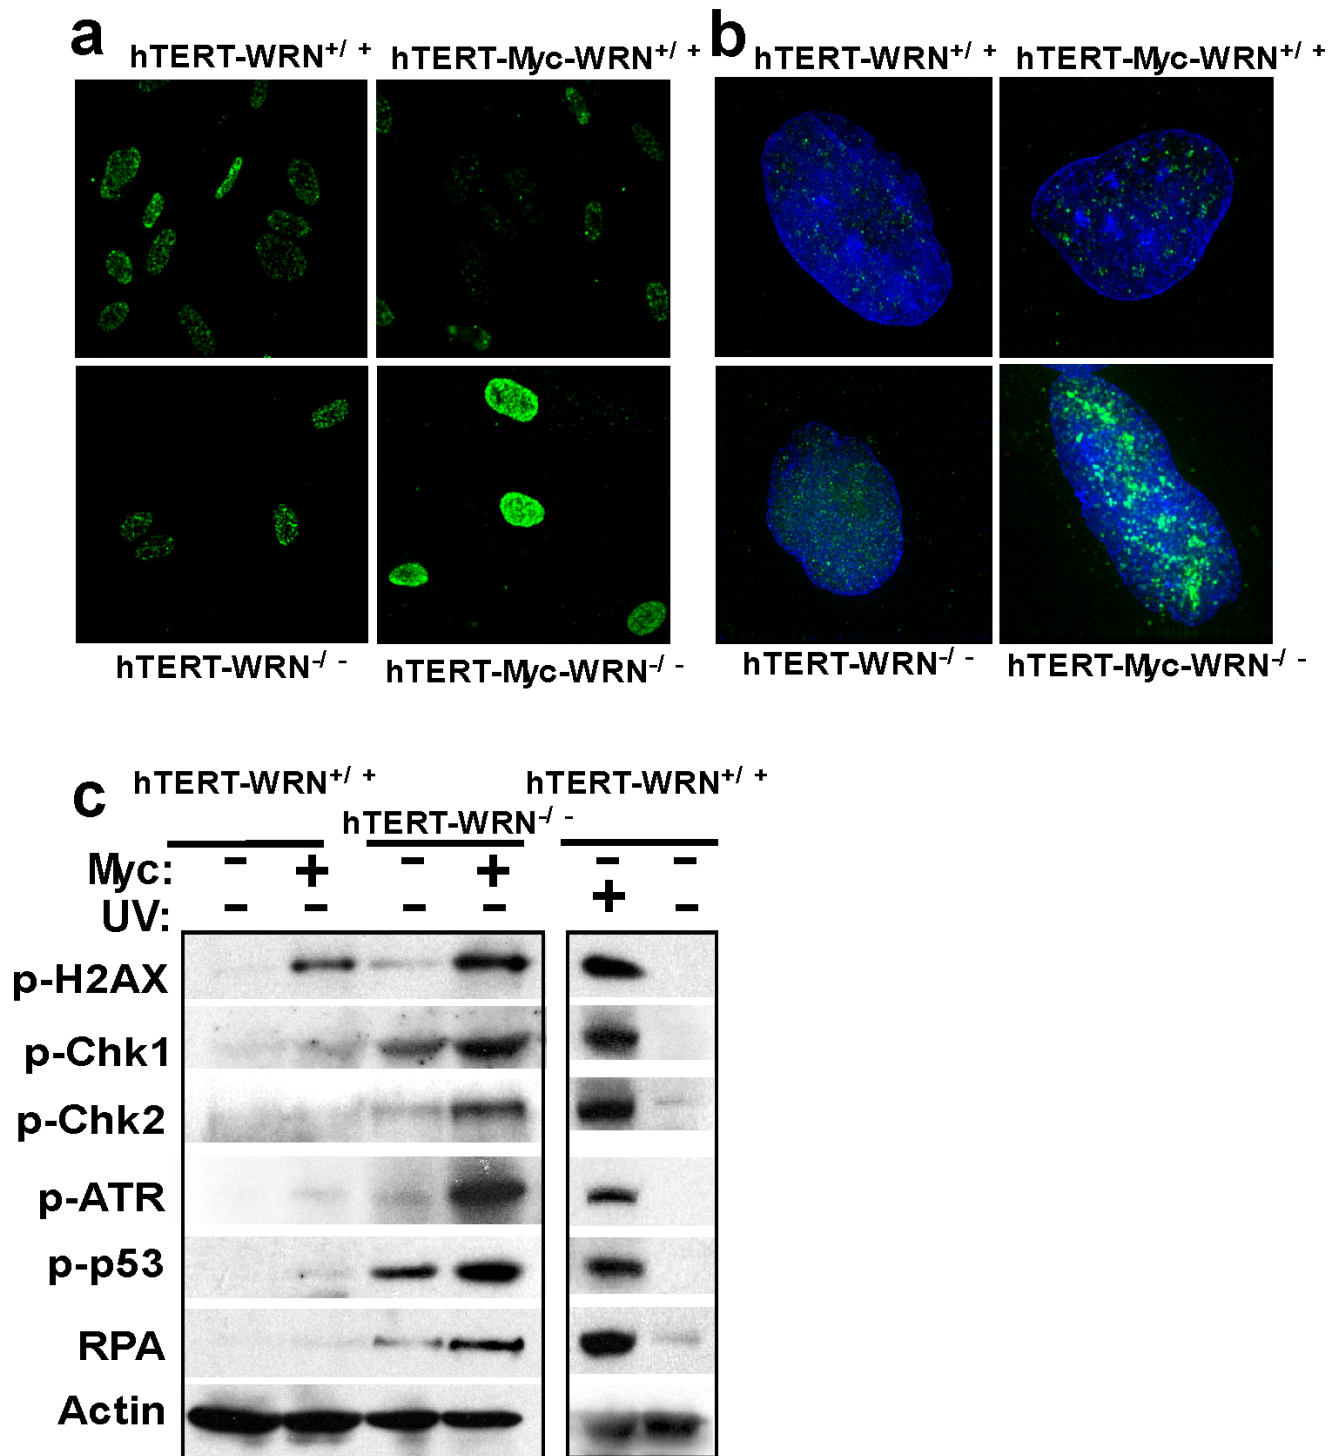 a
hTERT-WRN+/ +
hTERT-Myc-WRN+/ +
hTERT-WRN-/ -
hTERT-Myc-WRN-/ -
b
hTERT-WRN+/ +
hTERT-Myc-WRN+/ +
hTERT-WRN-/ -
hTERT-Myc-WRN-/ -
c
hTERT-WRN+/ +
hTERT-WRN-/ -
hTERT-WRN+/ +
Myc: - + - + - -
UV: - - - - + -
p-H2AX
p-Chk1
p-Chk2
p-ATR
p-p53
RPA
Actin